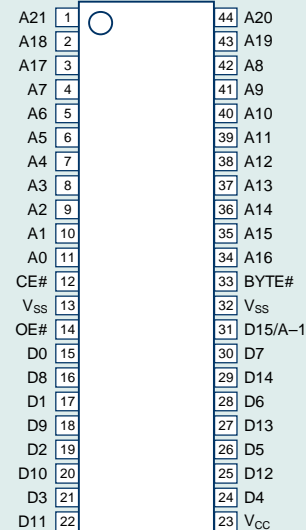 A21 1 44 A20
A18 2 43 A19
A17 3 42 A8
A7 4 41 A9
A6 5 40 A10
A5 6 39 A11
A4 7 38 A12
A3 8 37 A13
A2 9 36 A14
A1 10 35 A15
A0 11 34 A16
CE# 12 33 BYTE#
VSS 13 32 VSS
OE# 14 31 D15/A–1
D0 15 30 D7
D8 16 29 D14
D1 17 28 D6
D9 18 27 D13
D2 19 26 D5
D10 20 25 D12
D3 21 24 D4
D11 22 23 VCC